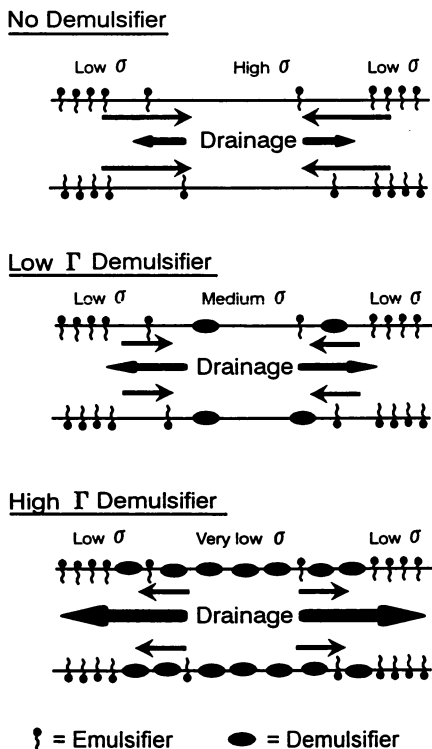 No Demulsifier
Low σ High σ Low σ
Drainage
Low Γ Demulsifier
Low σ Medium σ Low σ
Drainage
High Γ Demulsifier
Low σ Very low σ Low σ
Drainage
= Emulsifier = Demulsifier